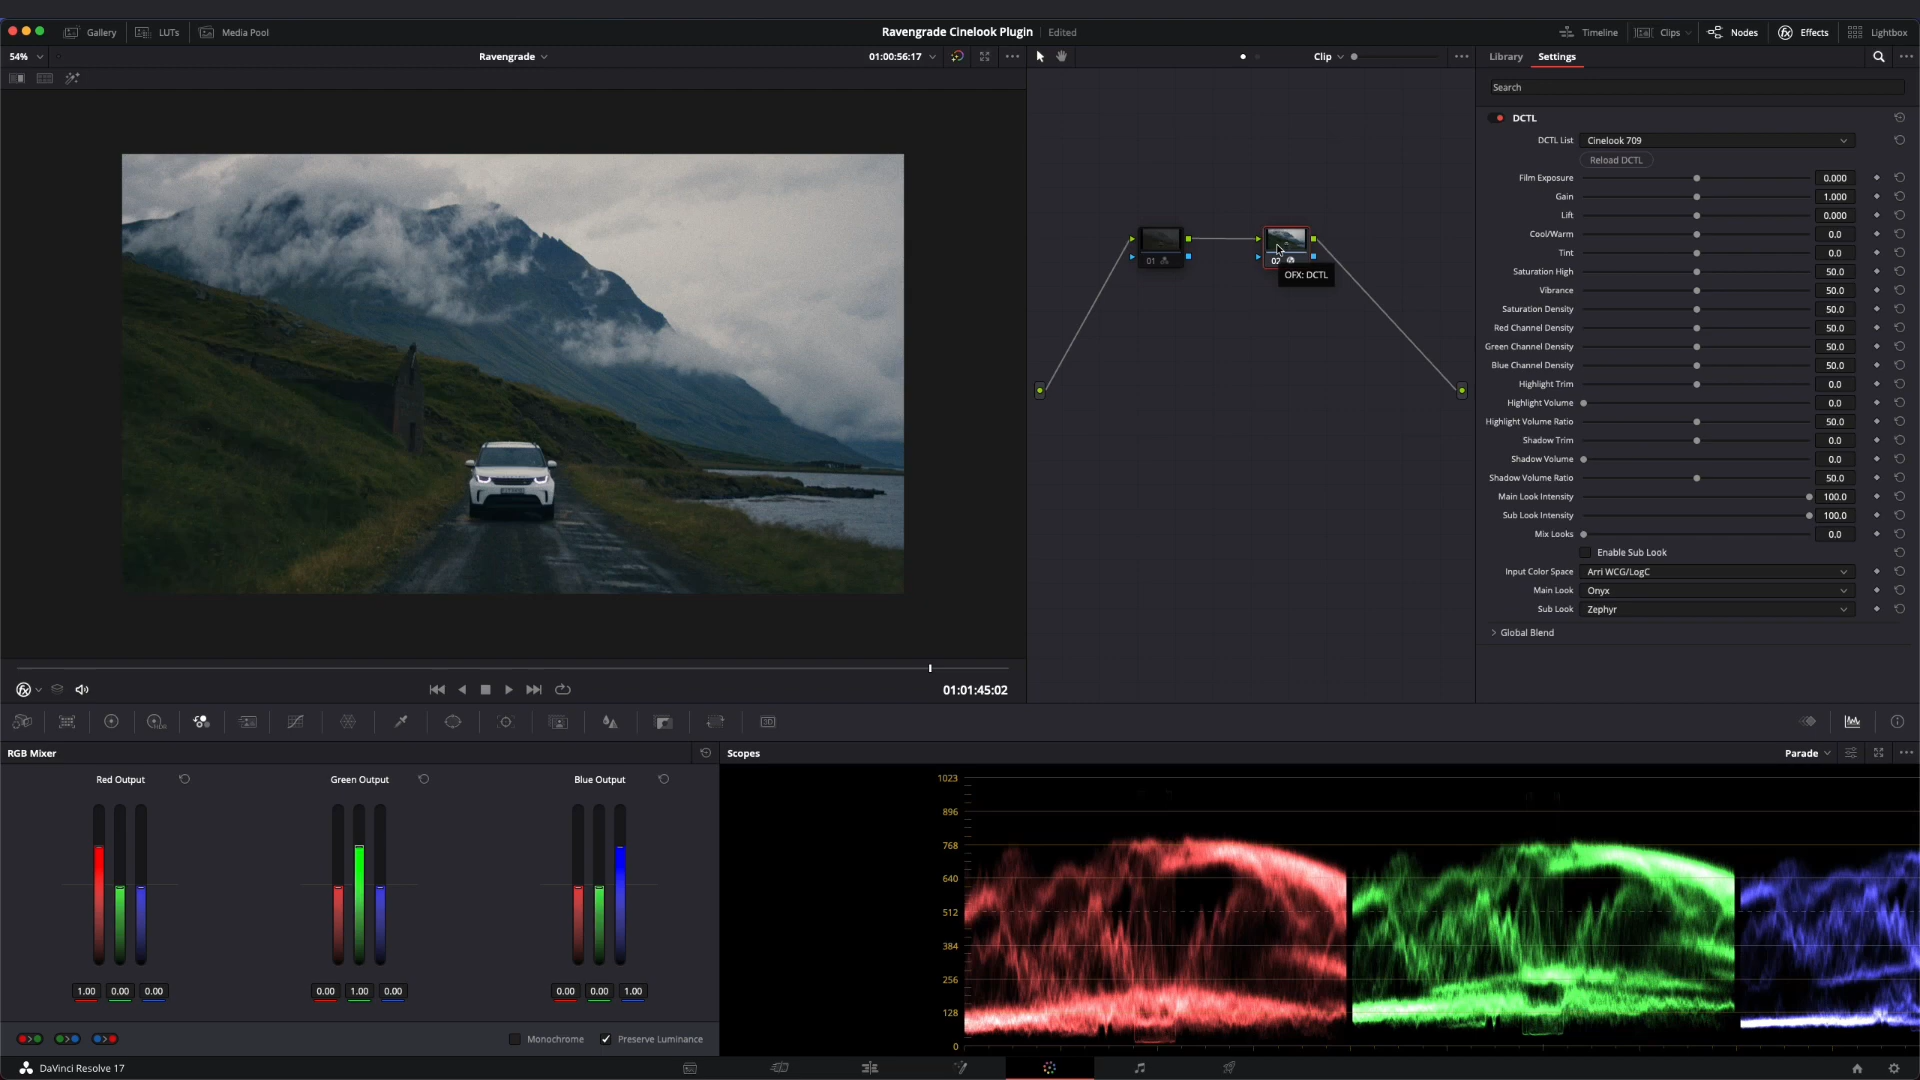 Gallery LUTs Media Pool Ravengrade Cinelook Plugin Edited Timeline Clips Nodes Effects Lightbox
54% Ravengrade 01:00:56:17 Clip Library Settings
Search
DCTL
DCTL List Cinelook 709
Reload DCTL
Film Exposure 0.000
Gain 1.000
Lift 0.000
Cool/Warm 0.0
Tint 0.0
Saturation High 50.0
Vibrance 50.0
Saturation Density 50.0
Red Channel Density 50.0
Green Channel Density 50.0
Blue Channel Density 50.0
Highlight Trim 0.0
Highlight Volume 0.0
Highlight Volume Ratio 50.0
Shadow Trim 0.0
Shadow Volume 0.0
Shadow Volume Ratio 50.0
Main Look Intensity 100.0
Sub Look Intensity 100.0
Mix Looks 0.0
Enable Sub Look
Input Color Space Arri WCG/LogC
Main Look Onyx
Sub Look Zephyr
Global Blend
01 02
OFX: DCTL
01:01:45:02
HDR
3D
RGB Mixer Scopes Parade
Red Output Green Output Blue Output
1.00 0.00 0.00 0.00 1.00 0.00 0.00 0.00 1.00
Monochrome Preserve Luminance
1023
896
768
640
512
384
256
128
0
DaVinci Resolve 17